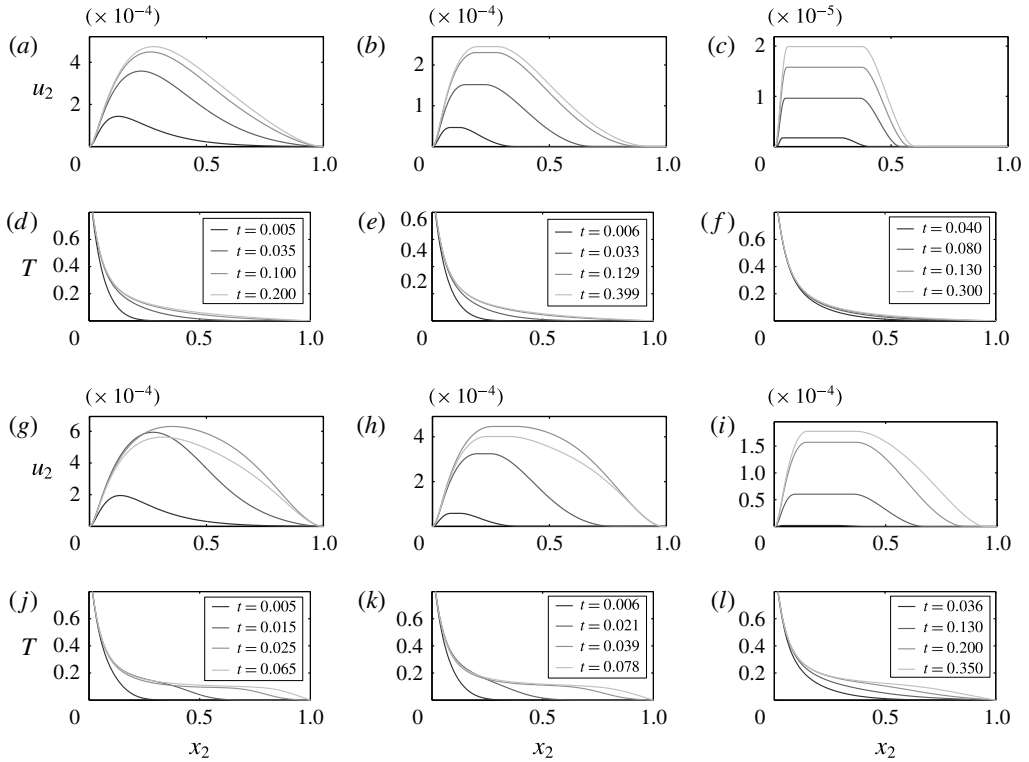 (× 10⁻⁴) (× 10⁻⁴) (× 10⁻⁵)
(a) (b) (c)
u₂
4 2 0 0.5 1.0
2 1 0 0.5 1.0
2 1 0 0.5 1.0
(d) (e) (f)
T
0.6 0.4 0.2 0 0.5 1.0
t = 0.005
t = 0.035
t = 0.100
t = 0.200
0.6 0.4 0.2 0 0.5 1.0
t = 0.006
t = 0.033
t = 0.129
t = 0.399
0.6 0.4 0.2 0 0.5 1.0
t = 0.040
t = 0.080
t = 0.130
t = 0.300
(× 10⁻⁴) (× 10⁻⁴) (× 10⁻⁴)
(g) (h) (i)
u₂
6 4 2 0 0.5 1.0
4 2 0 0.5 1.0
1.5 1.0 0.5 0 0.5 1.0
(j) (k) (l)
T
0.6 0.4 0.2 0 0.5 1.0
t = 0.005
t = 0.015
t = 0.025
t = 0.065
0.6 0.4 0.2 0 0.5 1.0
t = 0.006
t = 0.021
t = 0.039
t = 0.078
0.6 0.4 0.2 0 0.5 1.0
t = 0.036
t = 0.130
t = 0.200
t = 0.350
x₂ x₂ x₂